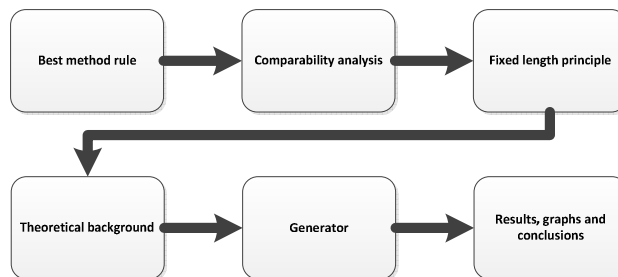 Best method rule
Comparability analysis
Fixed length principle
Theoretical background
Generator
Results, graphs and
conclusions